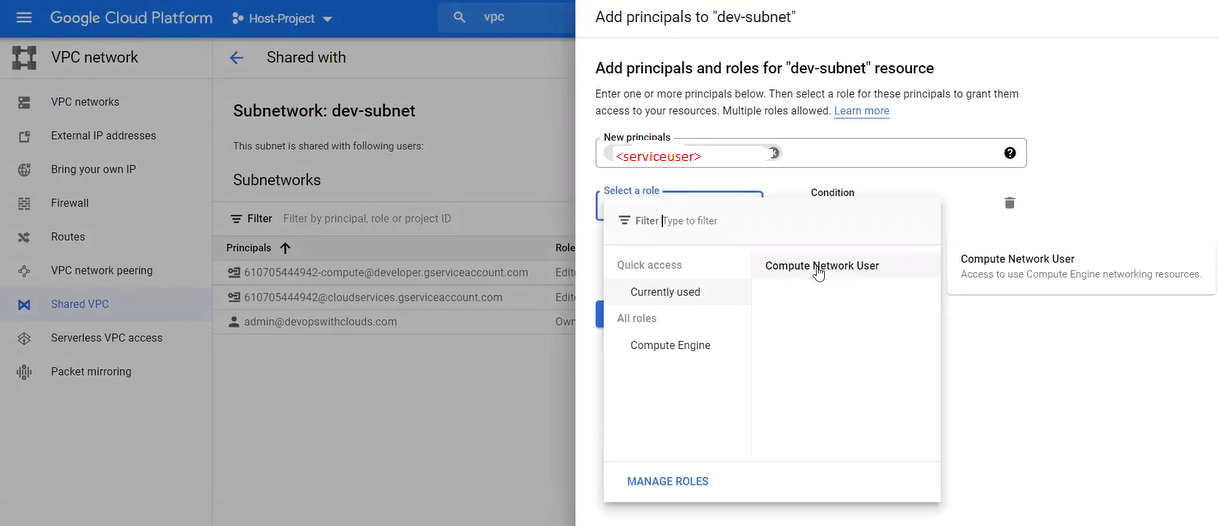 Google Cloud Platform
Host-Project
vpc
VPC network
VPC networks
External IP addresses
Bring your own IP
Firewall
Routes
VPC network peering
Shared VPC
Serverless VPC access
Packet mirroring
Shared with
Subnetwork: dev-subnet
This subnet is shared with following users:
Subnetworks
Filter Filter by principal, role or project ID
Principals Role
610705444942-compute@developer.gserviceaccount.com Edit
610705444942@cloudservices.gserviceaccount.com Edit
admin@devopswithclouds.com Own
Add principals to "dev-subnet"
Add principals and roles for "dev-subnet" resource
Enter one or more principals below. Then select a role for these principals to grant them
access to your resources. Multiple roles allowed. Learn more
New principals
<serviceuser>
Select a role
Condition
Filter Type to filter
Quick access
Currently used
All roles
Compute Engine
Compute Network User
MANAGE ROLES
Compute Network User
Access to use Compute Engine networking resources.